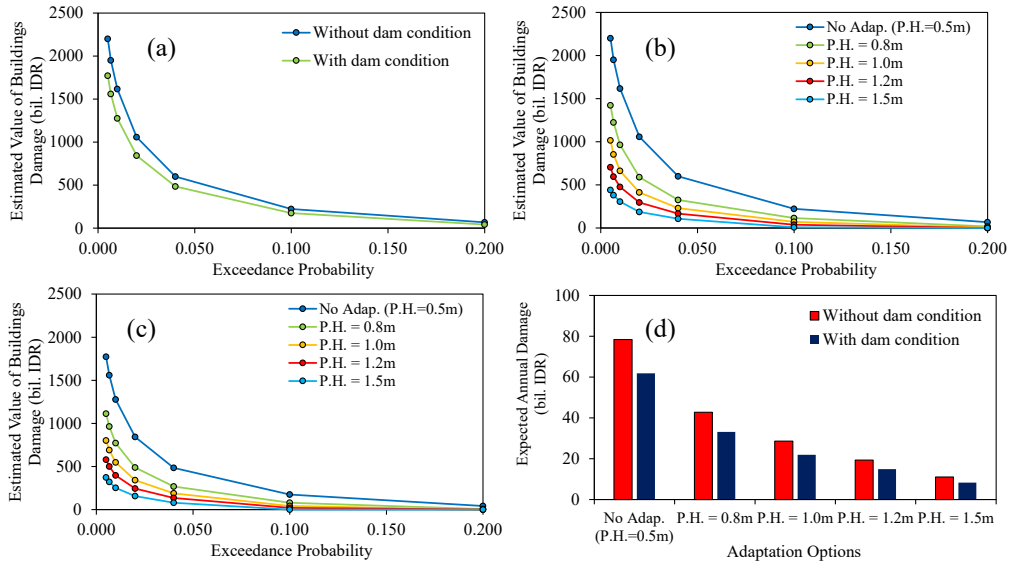 2500
2000
1500
1000
500
0
0.000
0.050
0.100
0.150
0.200
Estimated Value of Buildings
Damage (bil. IDR)
Exceedance Probability
(a)
Without dam condition
With dam condition
2500
2000
1500
1000
500
0
0.000
0.050
0.100
0.150
0.200
Estimated Value of Buildings
Damage (bil. IDR)
Exceedance Probability
(b)
No Adap. (P.H.=0.5m)
P.H. = 0.8m
P.H. = 1.0m
P.H. = 1.2m
P.H. = 1.5m
2500
2000
1500
1000
500
0
0.000
0.050
0.100
0.150
0.200
Estimated Value of Buildings
Damage (bil. IDR)
Exceedance Probability
(c)
No Adap. (P.H.=0.5m)
P.H. = 0.8m
P.H. = 1.0m
P.H. = 1.2m
P.H. = 1.5m
100
80
60
40
20
0
Expected Annual Damage
(bil. IDR)
(d)
Without dam condition
With dam condition
No Adap.
(P.H.=0.5m)
P.H. = 0.8m
P.H. = 1.0m
P.H. = 1.2m
P.H. = 1.5m
Adaptation Options